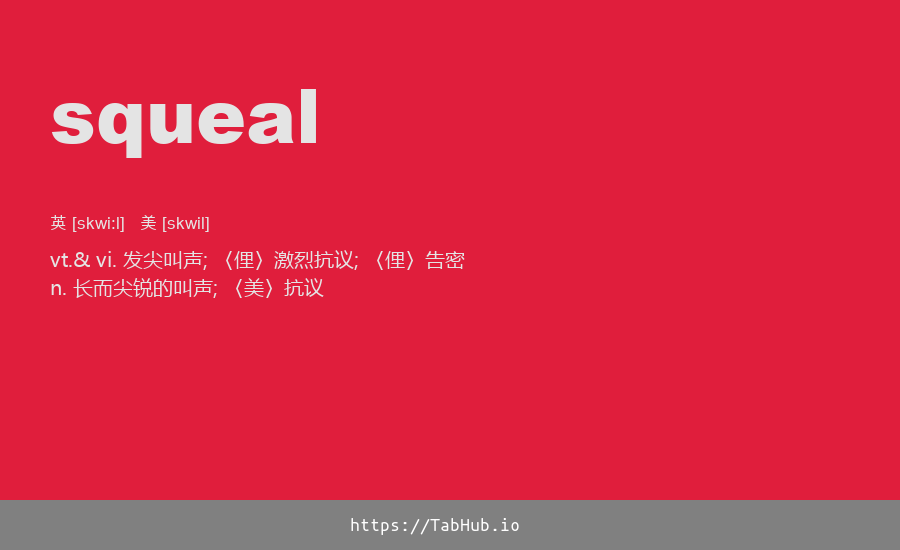 squeal
英 [skwi:l] 美 [skwil]
vt.& vi. 发尖叫声; 〈俚〉激烈抗议; 〈俚〉告密
n. 长而尖锐的叫声; 〈美〉抗议
https://TabHub.io